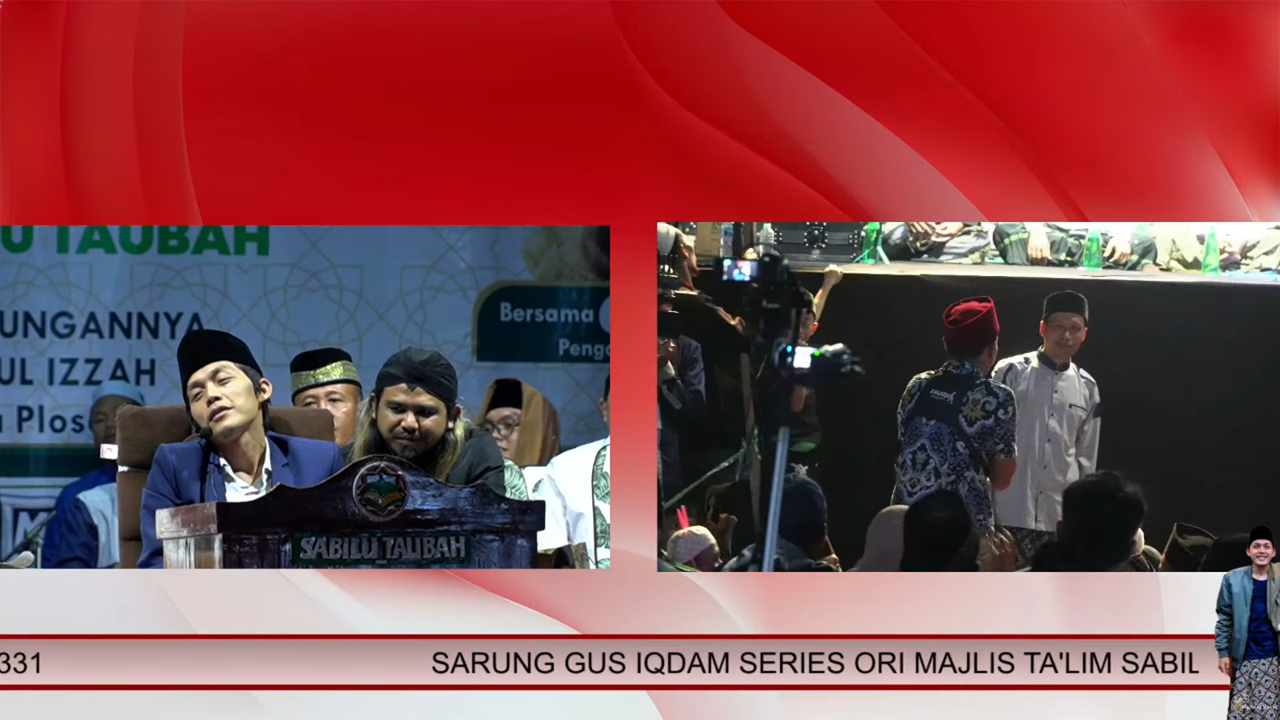 U TAUBAH
UNGANNYA
UL IZZAH
a Plos
Bersama
Peng
SABILU TAUBAH
331
SARUNG GUS IQDAM SERIES ORI MAJLIS TA'LIM SABIL